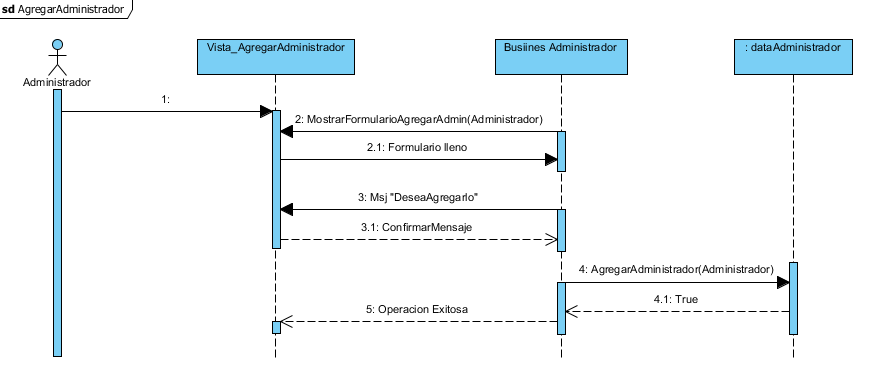 sd AgregarAdministrador
Vista_AgregarAdministrador
Busiines Administrador
: dataAdministrador
Administrador
1:
2: MostrarFormularioAgregarAdmin(Administrador)
2.1: Formulario lleno
3: Msj "DeseaAgregarlo"
3.1: ConfirmarMensaje
4: AgregarAdministrador(Administrador)
4.1: True
5: Operacion Exitosa